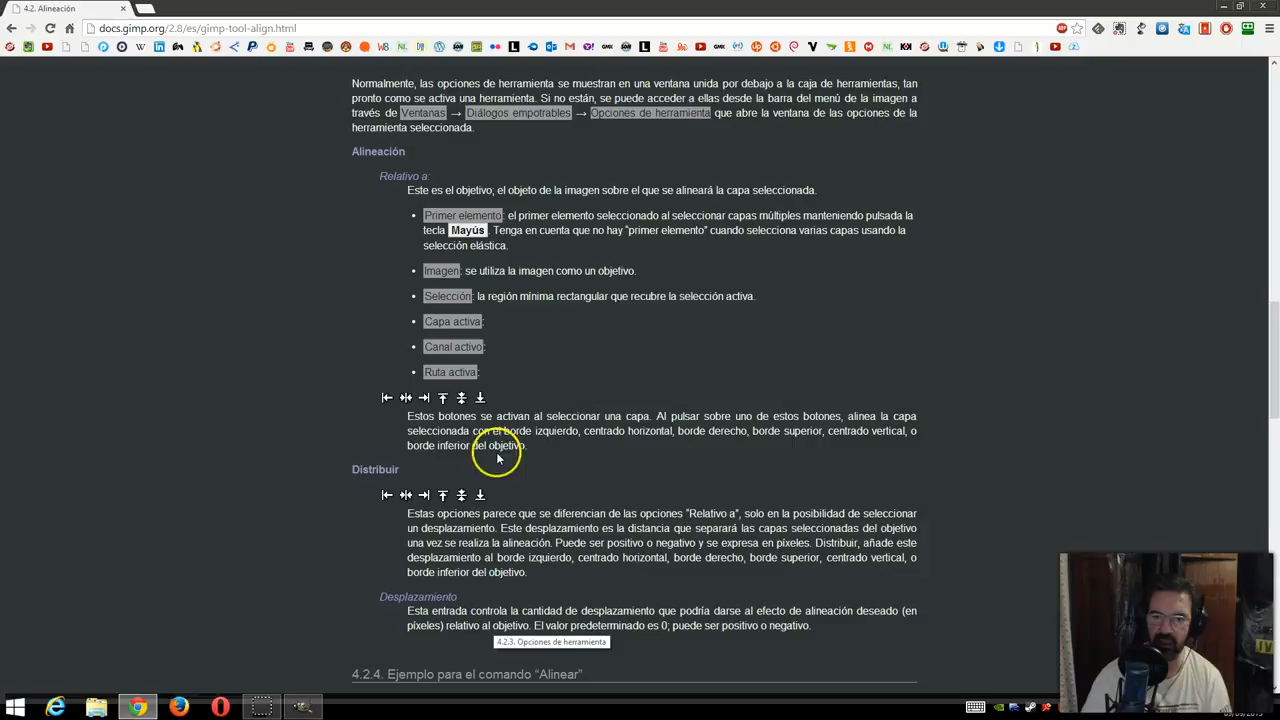 4.2. Alineación
docs.gimp.org/2.8/es/gimp-tool-align.html
Normalmente, las opciones de herramienta se muestran en una ventana unida por debajo a la caja de herramientas, tan
pronto como se activa una herramienta. Si no están, se puede acceder a ellas desde la barra del menú de la imagen a
través de Ventanas → Diálogos empotrables → Opciones de herramienta que abre la ventana de las opciones de la
herramienta seleccionada.
Alineación
Relativo a:
Este es el objetivo; el objeto de la imagen sobre el que se alineará la capa seleccionada.
• Primer elemento: el primer elemento seleccionado al seleccionar capas múltiples manteniendo pulsada la
tecla Mayús. Tenga en cuenta que no hay "primer elemento" cuando selecciona varias capas usando la
selección elástica.
• Imagen: se utiliza la imagen como un objetivo.
• Selección: la región mínima rectangular que recubre la selección activa.
• Capa activa:
• Canal activo:
• Ruta activa:
Estos botones se activan al seleccionar una capa. Al pulsar sobre uno de estos botones, alinea la capa
seleccionada con el borde izquierdo, centrado horizontal, borde derecho, borde superior, centrado vertical, o
borde inferior del objetivo.
Distribuir
Estas opciones parece que se diferencian de las opciones "Relativo a", solo en la posibilidad de seleccionar
un desplazamiento. Este desplazamiento es la distancia que separará las capas seleccionadas del objetivo
una vez se realiza la alineación. Puede ser positivo o negativo y se expresa en píxeles. Distribuir, añade este
desplazamiento al borde izquierdo, centrado horizontal, borde derecho, borde superior, centrado vertical, o
borde inferior del objetivo.
Desplazamiento
Esta entrada controla la cantidad de desplazamiento que podría darse al efecto de alineación deseado (en
píxeles) relativo al objetivo. El valor predeterminado es 0; puede ser positivo o negativo.
4.2.3. Opciones de herramienta
4.2.4. Ejemplo para el comando "Alinear"